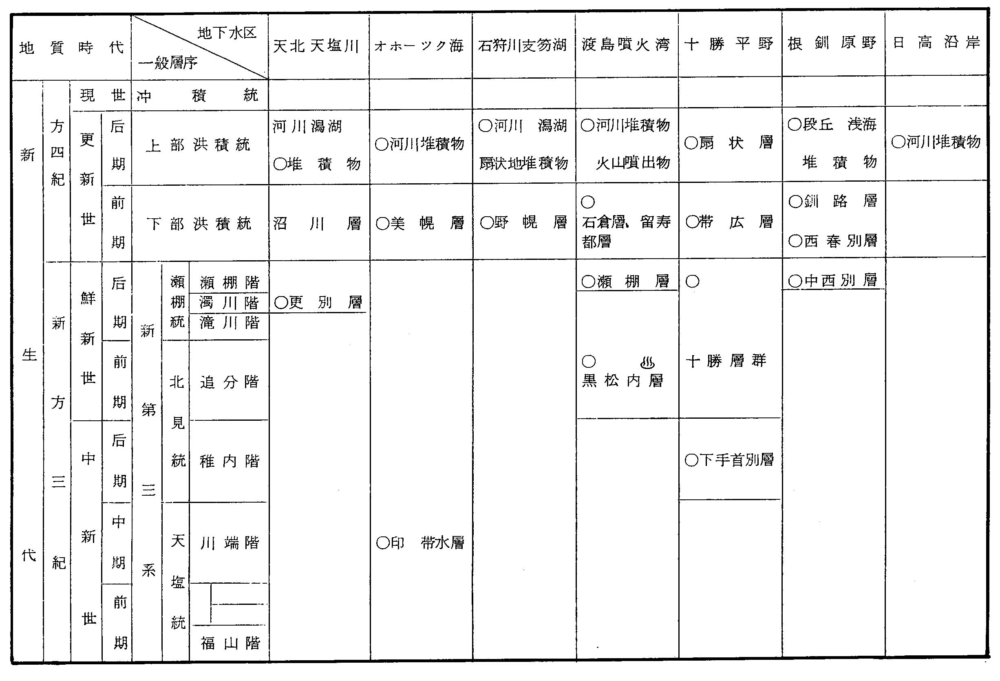 地質時代
地下水区
一般層序
天北天塩川
オホーツク海
石狩川支笏湖
渡島噴火湾
十勝平野
根釧原野
日高沿岸
新生代
方四紀
現世
冲積統
更新世
后期
上部洪積統
河川潟湖
○堆積物
○河川堆積物
○河川 潟湖
扇状地堆積物
○河川堆積物
火山噴出物
○扇状層
○段丘 浅海
堆積物
○河川堆積物
前期
下部洪積統
沼川層
○美幌層
○野幌層
○
石倉層、留寿
都層
○帯広層
○釧路層
○西春別層
新方三紀
鮮新世
后期
新第三系
瀬棚統
瀬棚階
濁川階
滝川階
○更別層
○瀬棚層
○
十勝層群
○中西別層
前期
北見統
追分階
○ ♨
黒松内層
中新世
后期
稚内階
○下手首別層
中期
天塩統
川端階
○印 帯水層
前期
福山階